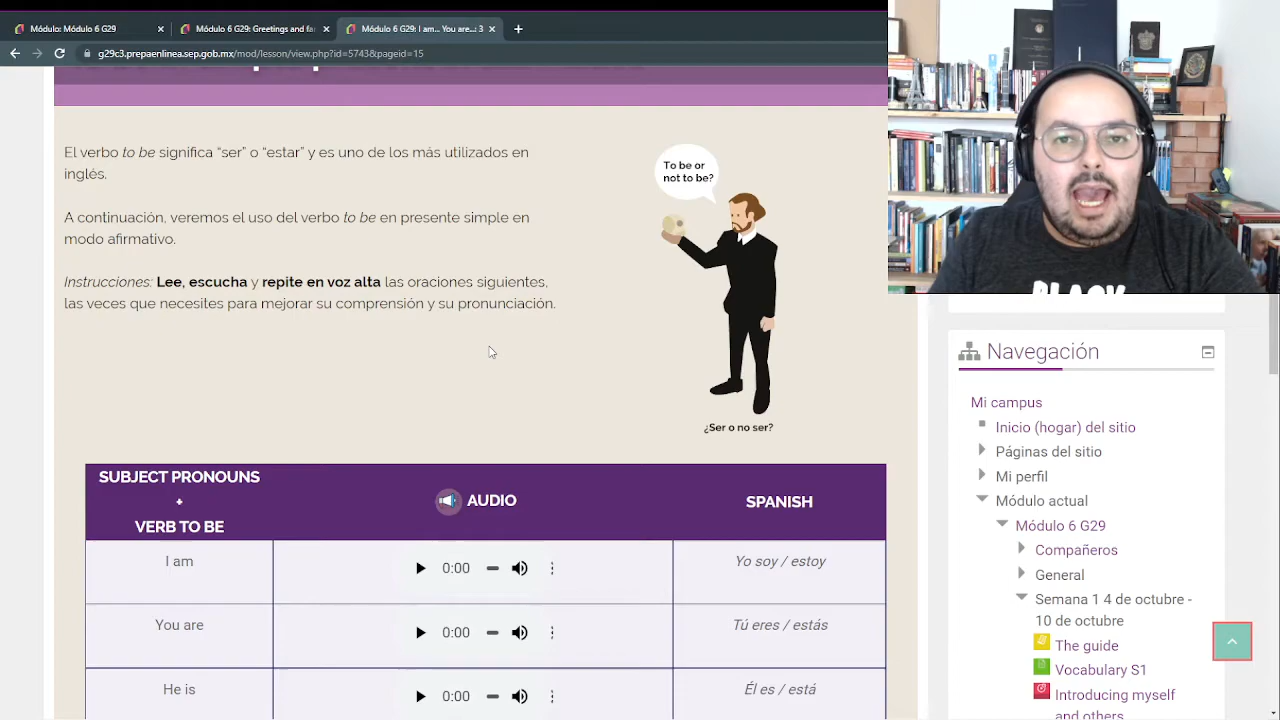 Módulo: Módulo 6 G29
Módulo 6 G29: Greetings and fa
Módulo 6 G29: I am... You are...: 3
g29c3.prepaenlinea.sep.gob.mx/mod/lesson/view.php?id=5743&pageid=15
El verbo to be significa "ser" o "estar" y es uno de los más utilizados en
inglés.
A continuación, veremos el uso del verbo to be en presente simple en
modo afirmativo.
Instrucciones: Lee, escucha y repite en voz alta las oraciones siguientes,
las veces que necesites para mejorar su comprensión y su pronunciación.
To be or
not to be?
¿Ser o no ser?
SUBJECT PRONOUNS
+
VERB TO BE
AUDIO
SPANISH
I am
0:00
Yo soy / estoy
You are
0:00
Tú eres / estás
He is
0:00
Él es / está
BLACK
Navegación
Mi campus
Inicio (hogar) del sitio
Páginas del sitio
Mi perfil
Módulo actual
Módulo 6 G29
Compañeros
General
Semana 1 4 de octubre -
10 de octubre
The guide
Vocabulary S1
Introducing myself
and others